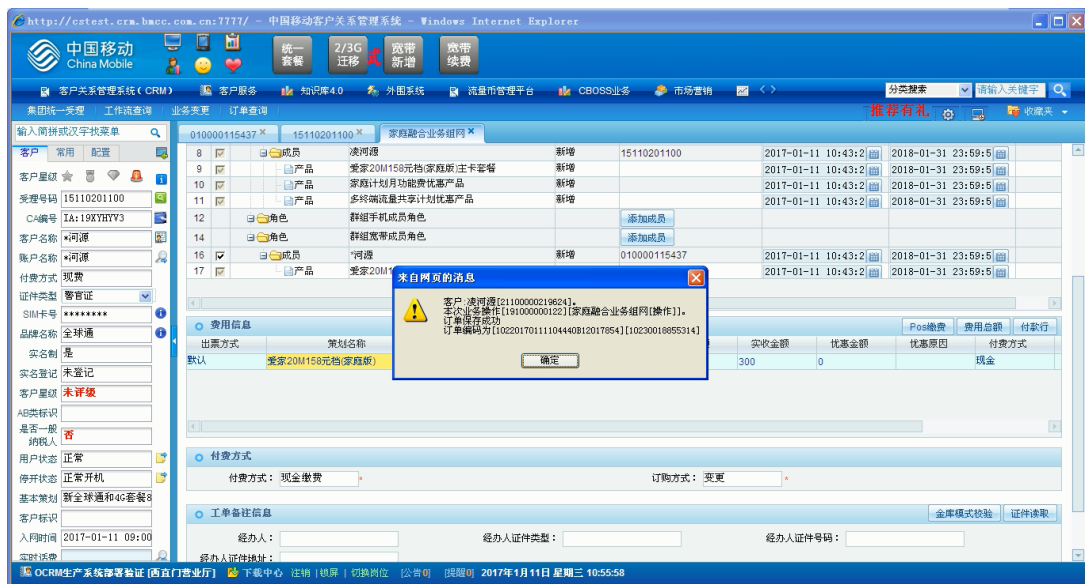 http://cstest.crm.bmcc.com.cn:7777/ - 中国移动客户关系管理系统 - Windows Internet Explorer
中国移动 China Mobile
统一套餐 2/3G迁移 式 宽带新增 宽带续费
客户关系管理系统(CRM) 客户服务 知识库4.0 外围系统 流量币管理平台 CBOSS业务 市场营销 分类搜索 请输入关键字
集团统一受理 工作流查询 业务变更 订单查询 推荐有礼 收藏夹
输入简拼或汉字找菜单 010000115437 15110201100 家庭融合业务组网
客户 常用 配置
客户星级
受理号码 15110201100
CA编号 IA:19XYHYV3
客户名称 *河源
账户名称 *河源
付费方式 现费
证件类型 警官证
SIM卡号 ********
品牌名称 全球通
实名制 是
实名登记 未登记
客户星级 未评级
AB类标识
是否一般纳税人 否
用户状态 正常
停开状态 正常开机
基本策划 新全球通和4G套餐8
客户标识
入网时间 2017-01-11 09:00
实时话费
8 成员 凌河源 新增 15110201100 2017-01-11 10:43:2 2018-01-31 23:59:5
9 产品 爱家20M158元档(家庭版)主卡套餐 新增 2017-01-11 10:43:2 2018-01-31 23:59:5
10 产品 家庭计划月功能费优惠产品 新增 2017-01-11 10:43:2 2018-01-31 23:59:5
11 产品 多终端流量共享计划优惠产品 新增 2017-01-11 10:43:2 2018-01-31 23:59:5
12 角色 群组手机成员角色 添加成员
14 角色 群组宽带成员角色 添加成员
16 成员 *河源 新增 010000115437 2017-01-11 10:43:2 2018-01-31 23:59:5
17 产品 爱家20M1 2017-01-11 10:43:2 2018-01-31 23:59:5
来自网页的消息
客户:凌河源[21100000219624]。
本次业务操作[191000000122][家庭融合业务组网[操作]]。
订单保存成功
订单编码为[10220170111104440B12017854][10230018855314]
确定
费用信息 Pos缴费 费用总额 付款行
出票方式 策划名称 实收金额 优惠金额 优惠原因 付费方式
默认 爱家20M158元档(家庭版) 300 0 现金
付费方式
付费方式: 现金缴费 * 订购方式: 变更 *
工单备注信息 金库模式校验 证件读取
经办人: 经办人证件类型: 经办人证件号码:
经办人证件地址:
OCRM生产系统部署验证 [西直门营业厅] 下载中心 注销 | 锁屏 | 切换岗位 [公告0] [提醒0] 2017年1月11日 星期三 10:55:58